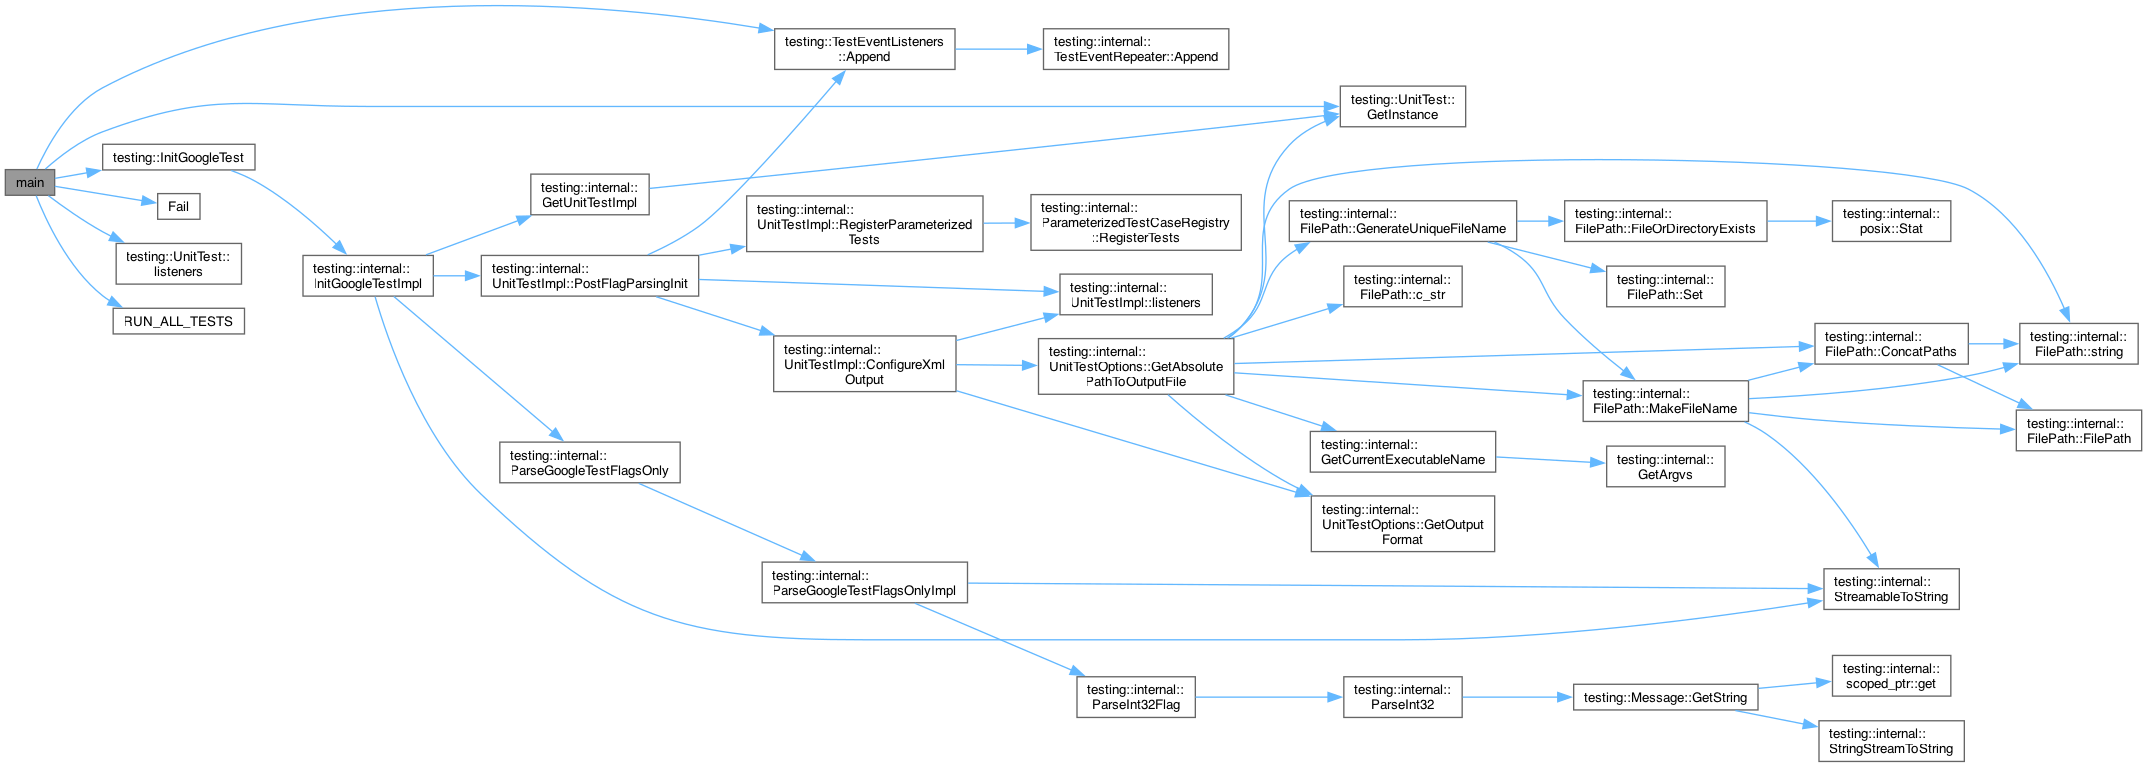 main
testing::InitGoogleTest
Fail
testing::UnitTest::
listeners
RUN_ALL_TESTS
testing::internal::
InitGoogleTestImpl
testing::internal::
GetUnitTestImpl
testing::internal::
UnitTestImpl::PostFlagParsingInit
testing::internal::
ParseGoogleTestFlagsOnly
testing::TestEventListeners
::Append
testing::internal::
UnitTestImpl::RegisterParameterized
Tests
testing::internal::
UnitTestImpl::ConfigureXml
Output
testing::internal::
ParseGoogleTestFlagsOnlyImpl
testing::internal::
TestEventRepeater::Append
testing::internal::
ParameterizedTestCaseRegistry
::RegisterTests
testing::internal::
UnitTestImpl::listeners
testing::internal::
UnitTestOptions::GetAbsolute
PathToOutputFile
testing::internal::
ParseInt32Flag
testing::UnitTest::
GetInstance
testing::internal::
FilePath::GenerateUniqueFileName
testing::internal::
FilePath::c_str
testing::internal::
GetCurrentExecutableName
testing::internal::
UnitTestOptions::GetOutput
Format
testing::internal::
ParseInt32
testing::internal::
FilePath::FileOrDirectoryExists
testing::internal::
FilePath::Set
testing::internal::
FilePath::MakeFileName
testing::internal::
GetArgvs
testing::Message::GetString
testing::internal::
posix::Stat
testing::internal::
FilePath::ConcatPaths
testing::internal::
StreamableToString
testing::internal::
scoped_ptr::get
testing::internal::
StringStreamToString
testing::internal::
FilePath::string
testing::internal::
FilePath::FilePath